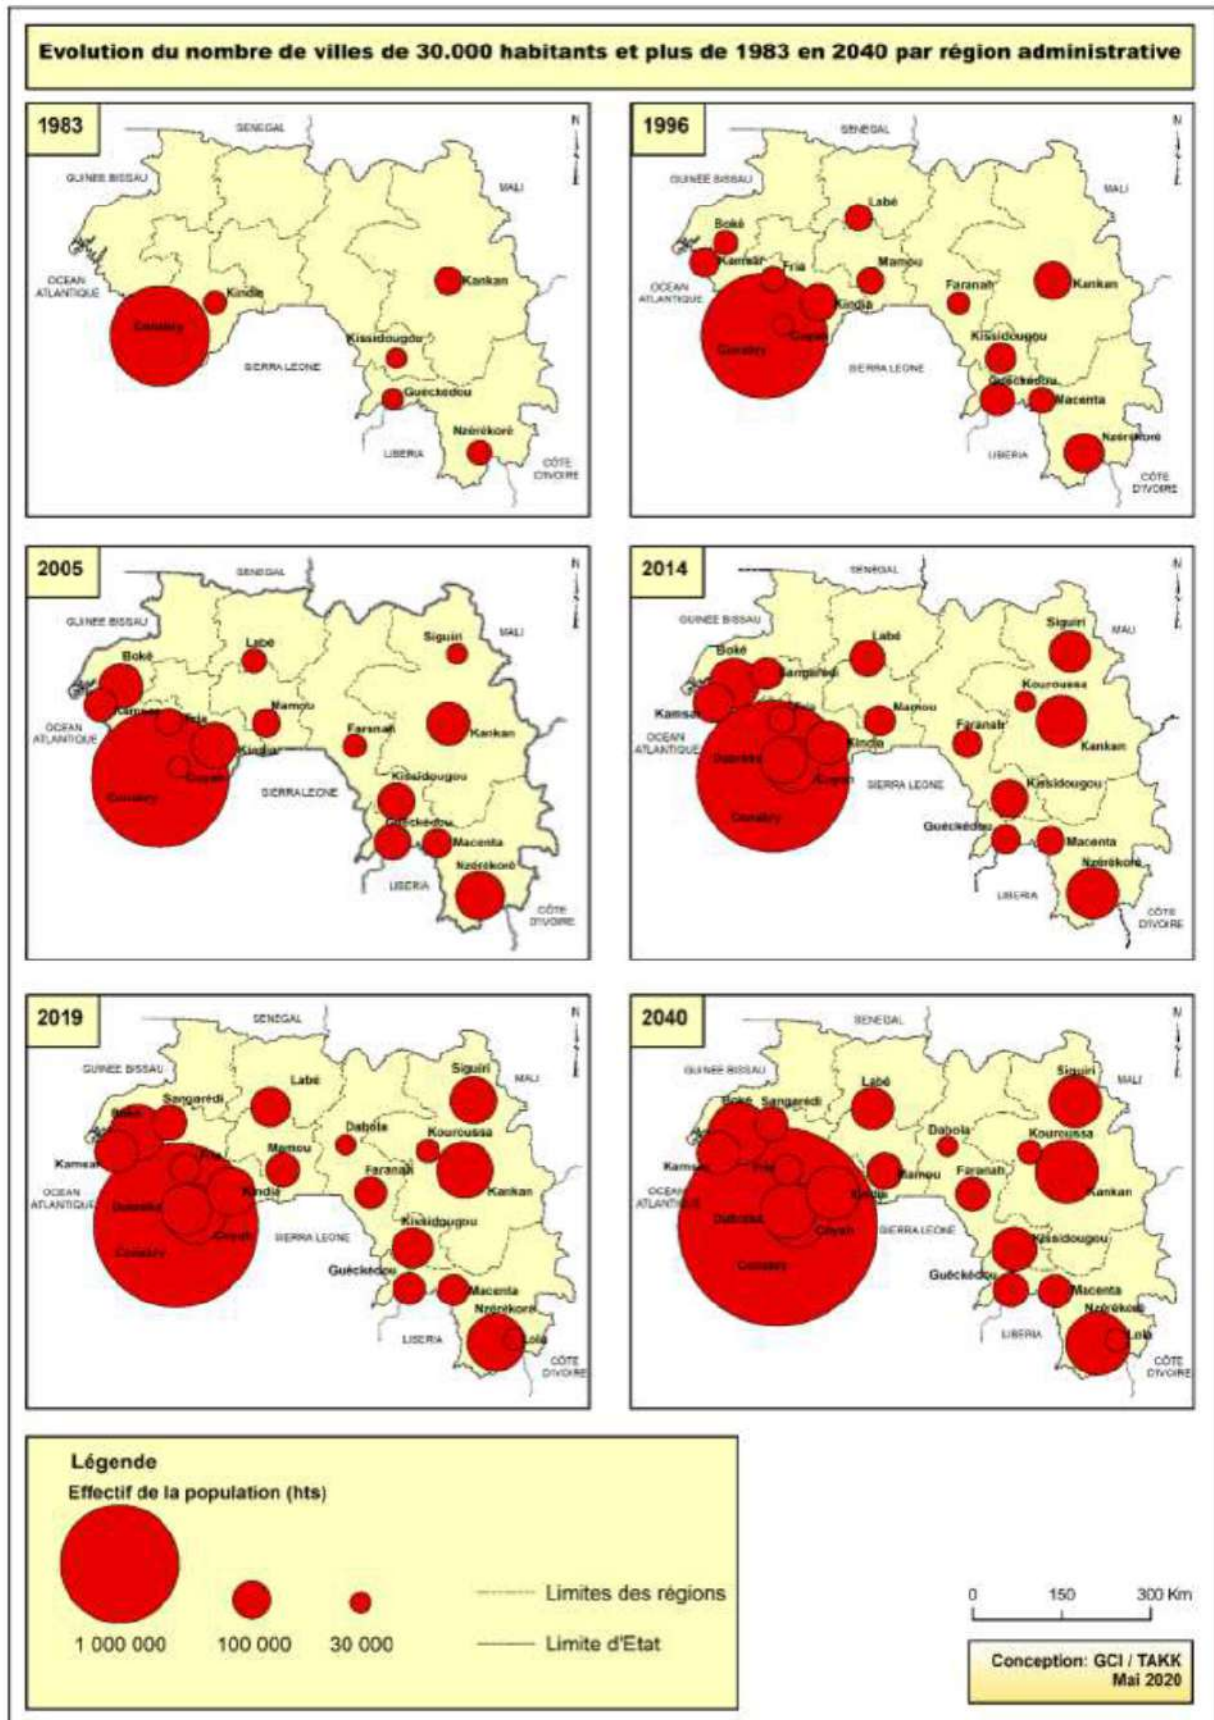 Evolution du nombre de villes de 30.000 habitants et plus de 1983 en 2040 par région administrative
1983
SENEGAL
N
GUINEE BISSAU
MALI
OCEAN
ATLANTIQUE
Kindia
Kankan
Conakry
Kissidougou
SIERRA LEONE
Guéckédou
Nzérékoré
LIBERIA
CÔTE
D'IVOIRE
1996
SENEGAL
N
GUINEE BISSAU
MALI
Labé
Boké
Kamsar
Fria
Mamou
OCEAN
ATLANTIQUE
Faranah
Kankan
Kindia
Coyah
Conakry
Kissidougou
SIERRA LEONE
Guéckédou
Macenta
Nzérékoré
LIBERIA
CÔTE
D'IVOIRE
2005
SENEGAL
N
GUINEE BISSAU
Siguiri
MALI
Labé
Boké
Kamsar
Fria
Mamou
OCEAN
ATLANTIQUE
Faranah
Kankan
Kindia
Coyah
Kissidougou
Conakry
SIERRA LEONE
Guéckédou
Macenta
Nzérékoré
LIBERIA
CÔTE
D'IVOIRE
2014
SENEGAL
N
GUINEE BISSAU
Siguiri
MALI
Labé
Boké
Sangarédi
Kouroussa
Kamsar
Fria
Mamou
Faranah
OCEAN
ATLANTIQUE
Kindia
Kankan
Dubréka
Coyah
SIERRA LEONE
Kissidougou
Conakry
Guéckédou
Macenta
Nzérékoré
LIBERIA
CÔTE
D'IVOIRE
2019
SENEGAL
N
GUINEE BISSAU
Siguiri
MALI
Labé
Sangarédi
Boké
Dabola
Kouroussa
Kamsar
Fria
Mamou
Faranah
OCEAN
ATLANTIQUE
Kindia
Kankan
Dubréka
Coyah
Kissidougou
SIERRA LEONE
Conakry
Guéckédou
Macenta
Nzérékoré
LIBERIA
Lola
CÔTE
D'IVOIRE
2040
SENEGAL
N
GUINEE BISSAU
Siguiri
MALI
Labé
Boké
Sangarédi
Dabola
Kouroussa
Kamsar
Fria
Mamou
Faranah
OCEAN
ATLANTIQUE
Kindia
Kankan
Dubréka
Coyah
SIERRA LEONE
Kissidougou
Conakry
Guéckédou
Macenta
Nzérékoré
LIBERIA
Lola
CÔTE
D'IVOIRE
Légende
Effectif de la population (hts)
1 000 000
100 000
30 000
Limites des régions
Limite d'Etat
0 150 300 Km
Conception: GCI / TAKK
Mai 2020